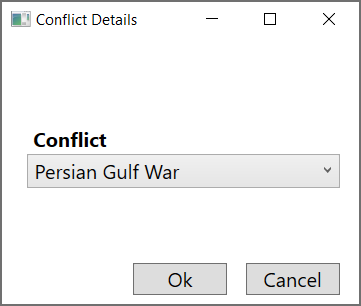 Conflict Details
Conflict
Persian Gulf War
Ok
Cancel